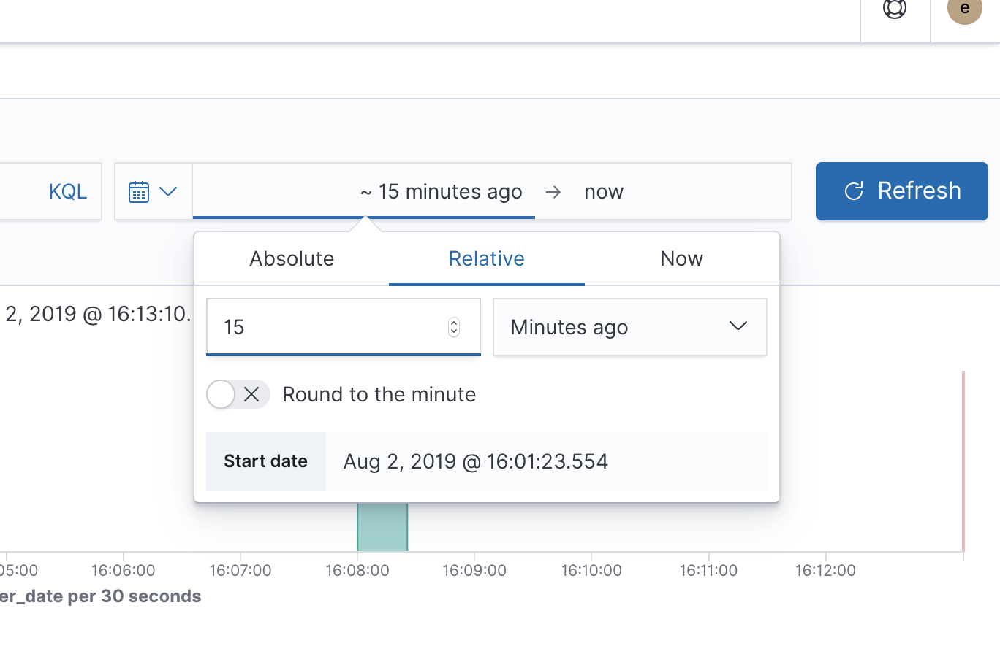 e
KQL
~ 15 minutes ago → now
Refresh
Absolute
Relative
Now
2, 2019 @ 16:13:10.
15
Minutes ago
Round to the minute
Start date
Aug 2, 2019 @ 16:01:23.554
05:00
16:06:00
16:07:00
16:08:00
16:09:00
16:10:00
16:11:00
16:12:00
er_date per 30 seconds